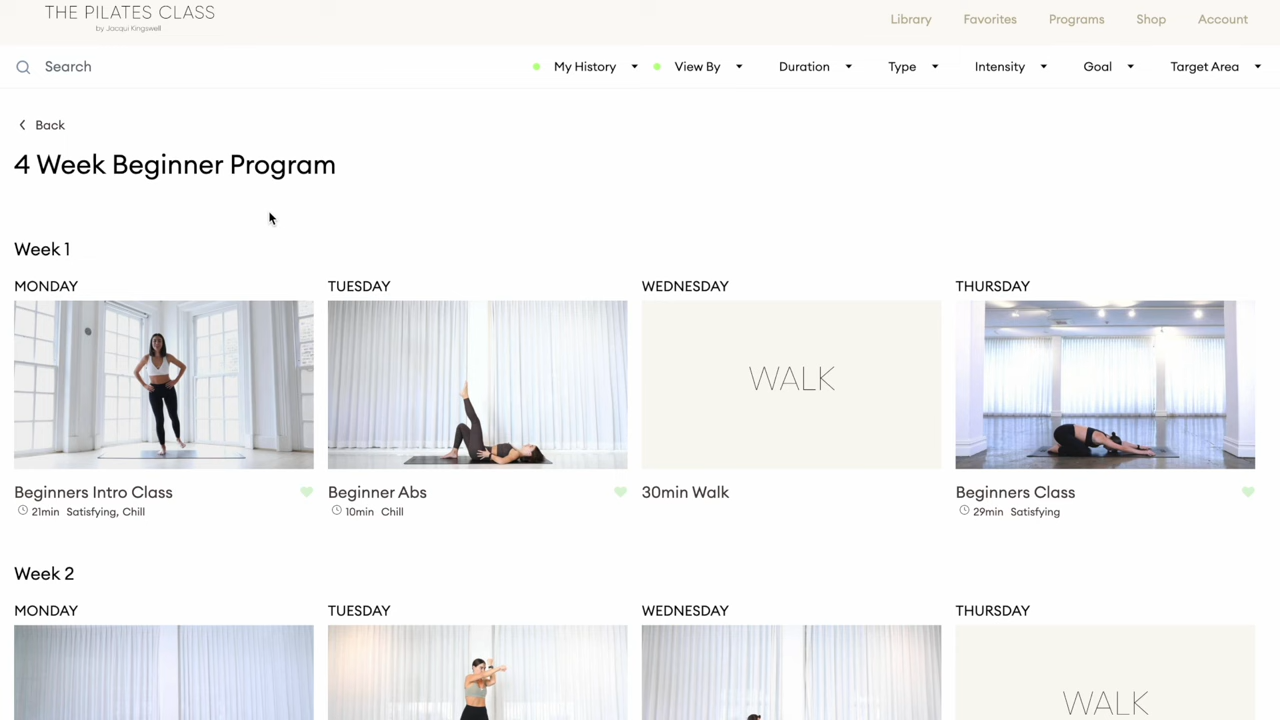 THE PILATES CLASS
by Jacqui Kingswell
Library Favorites Programs Shop Account
Search My History View By Duration Type Intensity Goal Target Area
Back
4 Week Beginner Program
Week 1
MONDAY TUESDAY WEDNESDAY THURSDAY
WALK
Beginners Intro Class Beginner Abs 30min Walk Beginners Class
21min Satisfying, Chill 10min Chill 29min Satisfying
Week 2
MONDAY TUESDAY WEDNESDAY THURSDAY
WALK